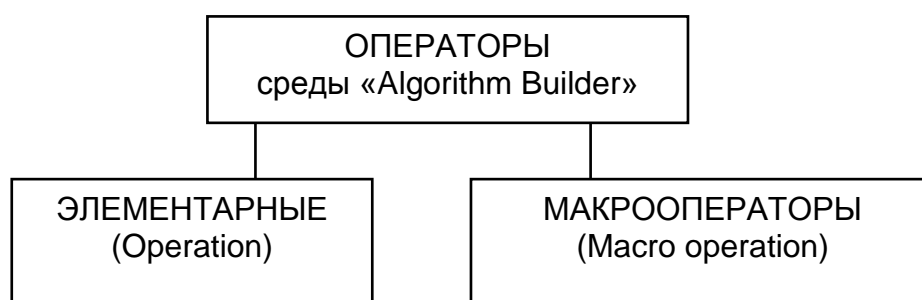 ОПЕРАТОРЫ
среды «Algorithm Builder»
ЭЛЕМЕНТАРНЫЕ
(Operation)
МАКРООПЕРАТОРЫ
(Macro operation)